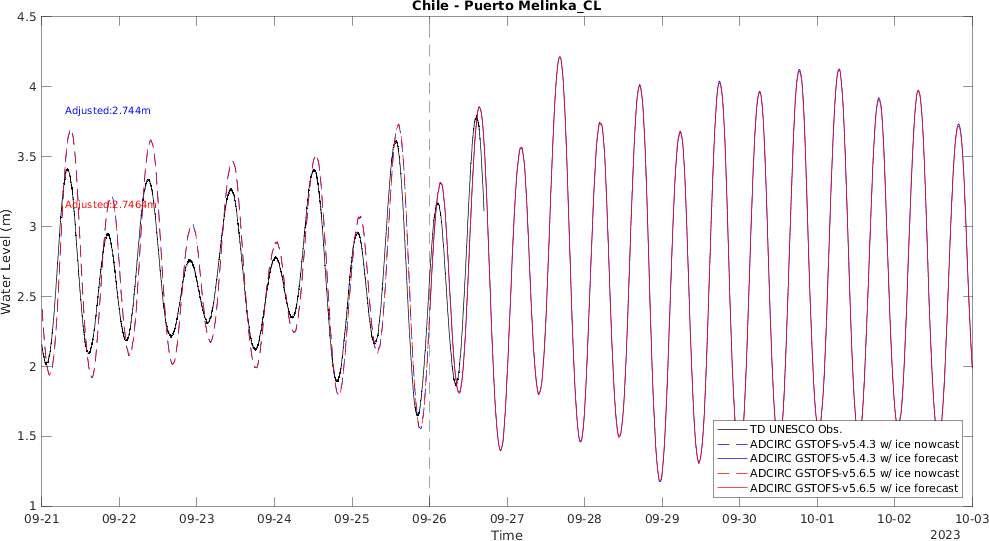 Chile - Puerto Melinka_CL
4.5
4
3.5
3
2.5
2
1.5
1
Water Level (m)
Adjusted:2.744m
Adjusted:2.7464m
TD UNESCO Obs.
ADCIRC GSTOFS-v5.4.3 w/ ice nowcast
ADCIRC GSTOFS-v5.4.3 w/ ice forecast
ADCIRC GSTOFS-v5.6.5 w/ ice nowcast
ADCIRC GSTOFS-v5.6.5 w/ ice forecast
09-21 09-22 09-23 09-24 09-25 09-26 09-27 09-28 09-29 09-30 10-01 10-02 10-03
Time
2023